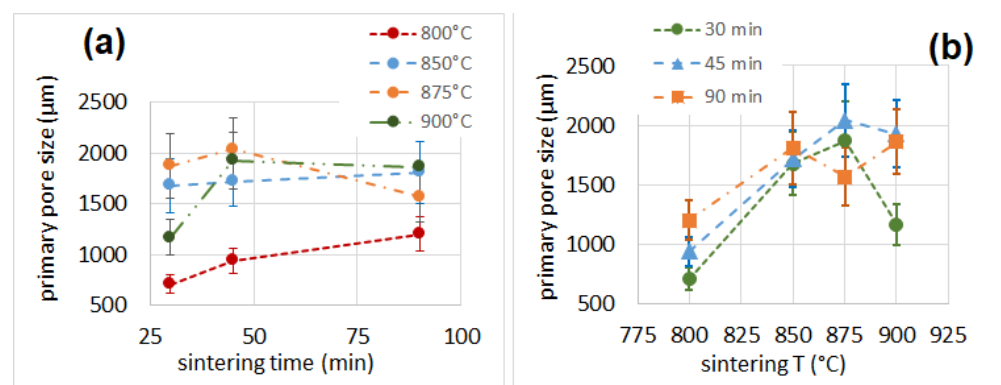 (a)
800°C
850°C
875°C
900°C
primary pore size (µm)
2500
2000
1500
1000
500
25 50 75 100
sintering time (min)
(b)
30 min
45 min
90 min
primary pore size (µm)
2500
2000
1500
1000
500
775 800 825 850 875 900 925
sintering T (°C)